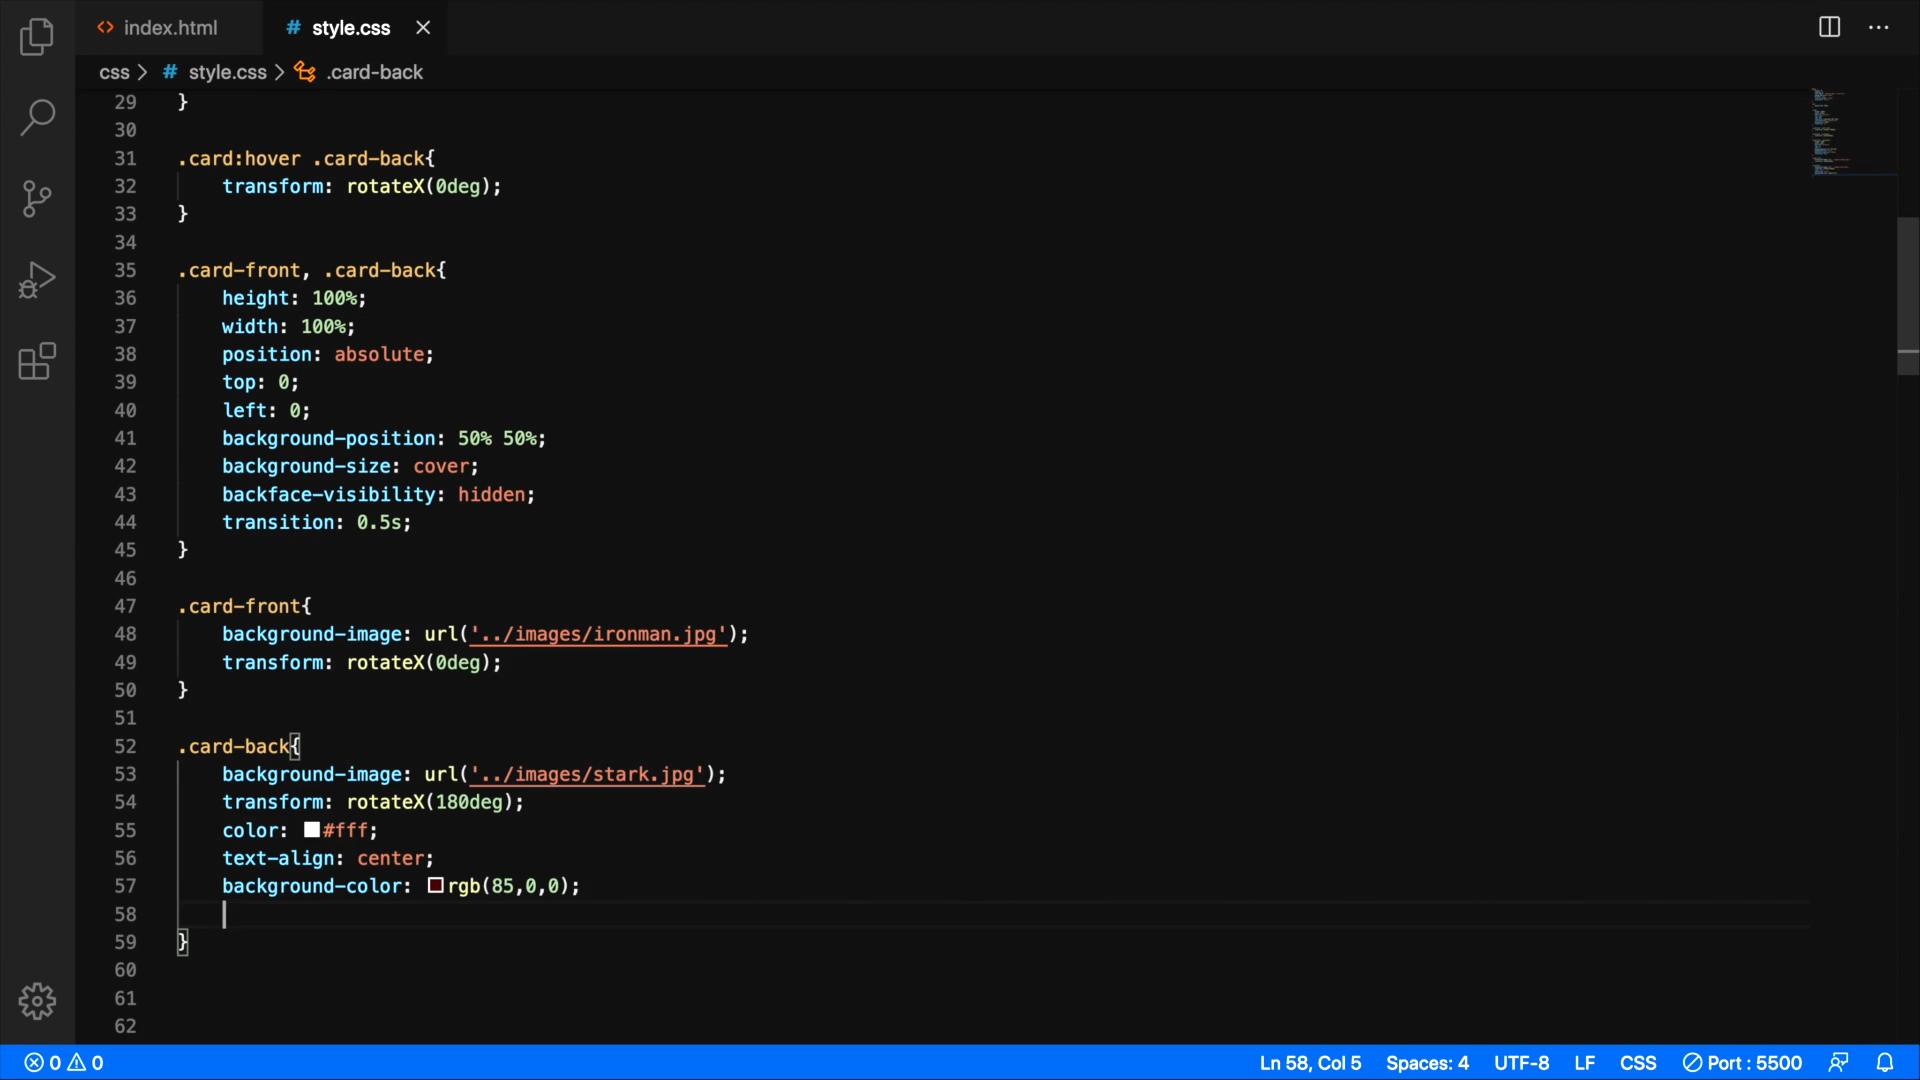 index.html
style.css
css > style.css > .card-back
29 }
30
31 .card:hover .card-back{
32 transform: rotateX(0deg);
33 }
34
35 .card-front, .card-back{
36 height: 100%;
37 width: 100%;
38 position: absolute;
39 top: 0;
40 left: 0;
41 background-position: 50% 50%;
42 background-size: cover;
43 backface-visibility: hidden;
44 transition: 0.5s;
45 }
46
47 .card-front{
48 background-image: url('../images/ironman.jpg');
49 transform: rotateX(0deg);
50 }
51
52 .card-back{
53 background-image: url('../images/stark.jpg');
54 transform: rotateX(180deg);
55 color: #fff;
56 text-align: center;
57 background-color: rgb(85,0,0);
58
59 }
60
61
62
0 0 Ln 58, Col 5 Spaces: 4 UTF-8 LF CSS Port : 5500